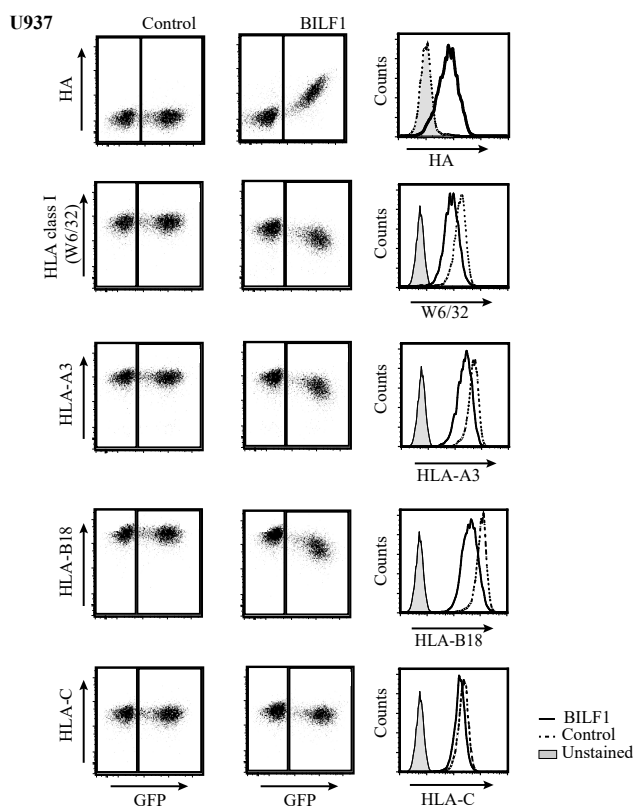 U937
Control
BILF1
HA
Counts
HA
HLA class I
(W6/32)
Counts
W6/32
HLA-A3
Counts
HLA-A3
HLA-B18
Counts
HLA-B18
HLA-C
Counts
GFP
GFP
HLA-C
BILF1
Control
Unstained